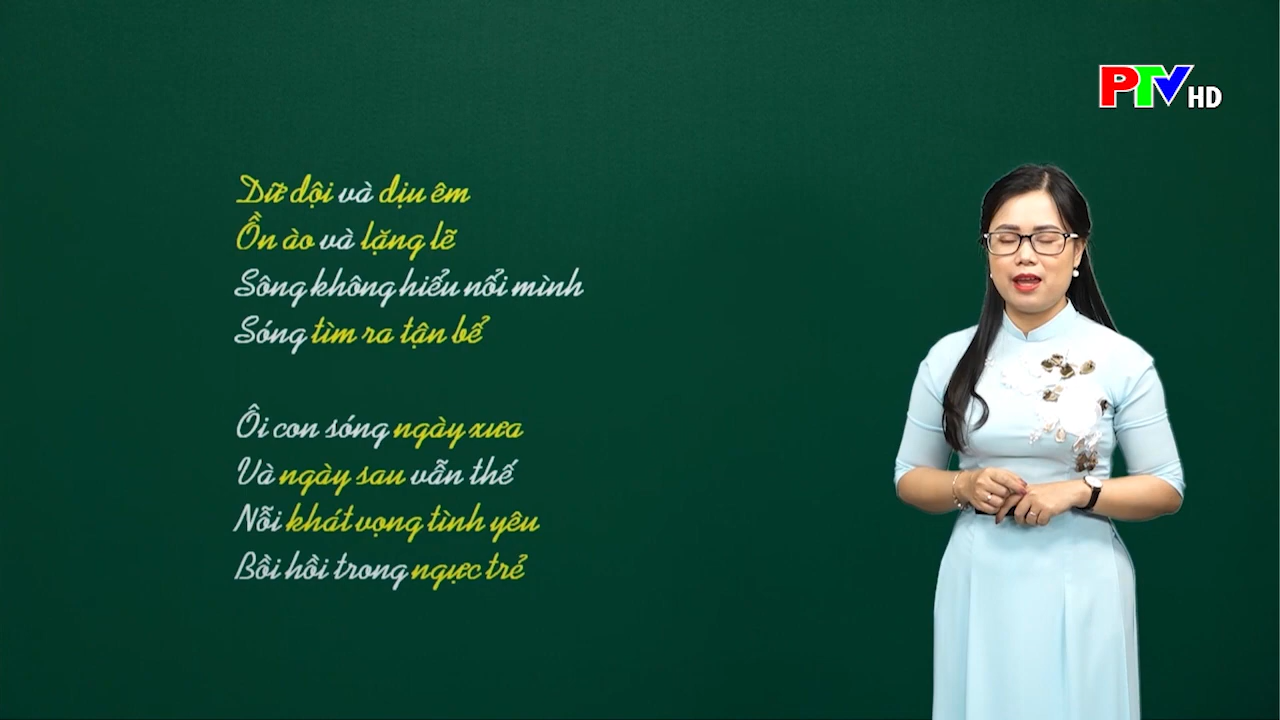 PTV HD
Dữ dội và dịu êm
Ồn ào và lặng lẽ
Sông không hiểu nổi mình
Sóng tìm ra tận bể
Ôi con sóng ngày xưa
Và ngày sau vẫn thế
Nỗi khát vọng tình yêu
Bồi hồi trong ngực trẻ